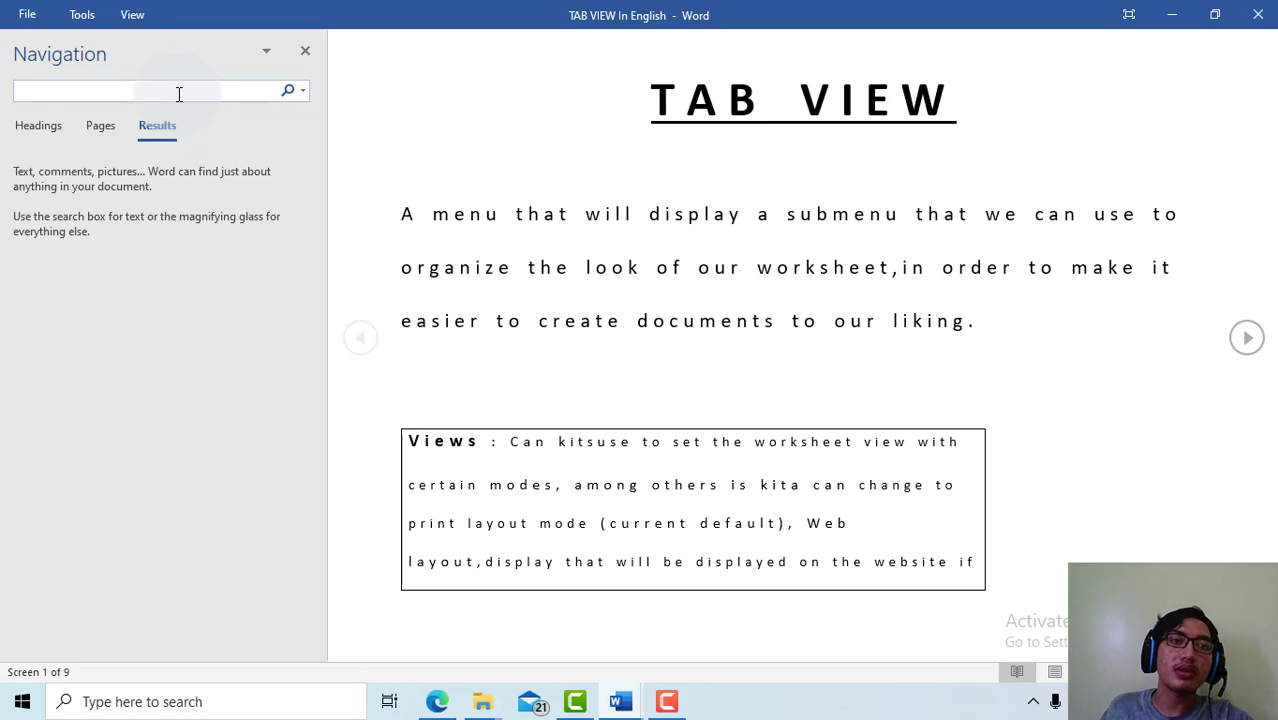 File Tools View
TAB VIEW In English - Word
Navigation
Headings Pages Results
Text, comments, pictures... Word can find just about
anything in your document.
Use the search box for text or the magnifying glass for
everything else.
TAB VIEW
A menu that will display a submenu that we can use to
organize the look of our worksheet,in order to make it
easier to create documents to our liking.
Views : Can kitsuse to set the worksheet view with
certain modes, among others is kita can change to
print layout mode (current default), Web
layout,display that will be displayed on the website if
Activate
Go to Sett
Screen 1 of 9
Type here to search
21